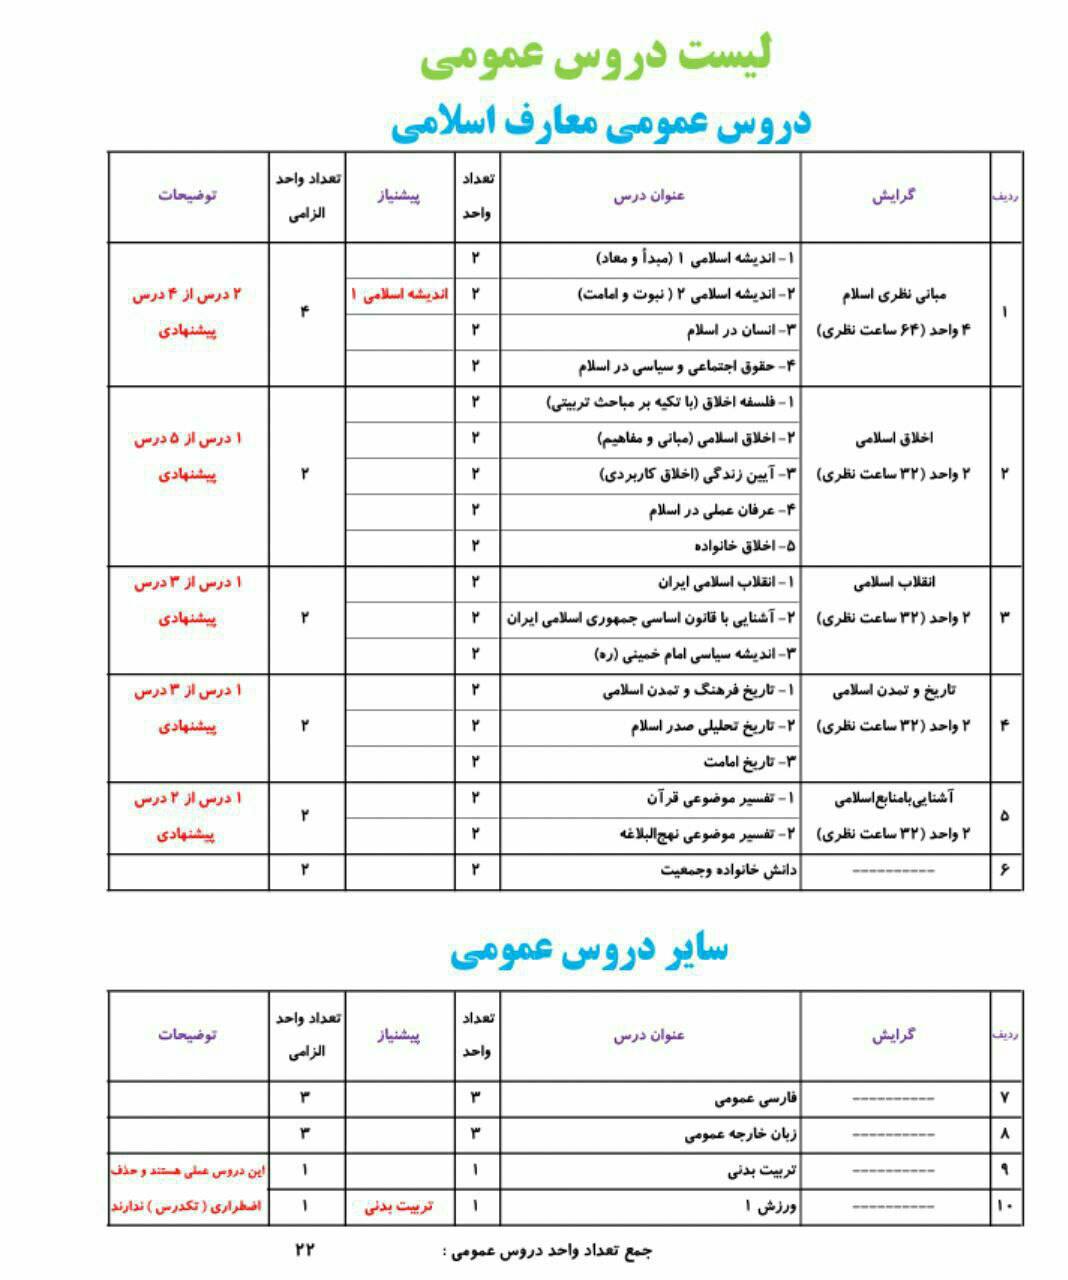 لیست دروس عمومی
دروس عمومی معارف اسلامی
ردیف گرایش عنوان درس تعداد واحد پیشنیاز تعداد واحد الزامی توضیحات
۱ مبانی نظری اسلام ۴ واحد (۶۴ ساعت نظری) ۱- اندیشه اسلامی ۱ (مبدأ و معاد) ۲ ۴ ۲ درس از ۴ درس پیشنهادی
۲- اندیشه اسلامی ۲ ( نبوت و امامت) ۲ اندیشه اسلامی ۱
۳- انسان در اسلام ۲
۴- حقوق اجتماعی و سیاسی در اسلام ۲
۲ اخلاق اسلامی ۲ واحد (۳۲ ساعت نظری) ۱- فلسفه اخلاق (با تکیه بر مباحث تربیتی) ۲ ۲ ۱ درس از ۵ درس پیشنهادی
۲- اخلاق اسلامی (مبانی و مفاهیم) ۲
۳- آیین زندگی (اخلاق کاربردی) ۲
۴- عرفان عملی در اسلام ۲
۵- اخلاق خانواده ۲
۳ انقلاب اسلامی ۲ واحد (۳۲ ساعت نظری) ۱- انقلاب اسلامی ایران ۲ ۲ ۱ درس از ۳ درس پیشنهادی
۲- آشنایی با قانون اساسی جمهوری اسلامی ایران ۲
۳- اندیشه سیاسی امام خمینی (ره) ۲
۴ تاریخ و تمدن اسلامی ۲ واحد (۳۲ ساعت نظری) ۱- تاریخ فرهنگ و تمدن اسلامی ۲ ۲ ۱ درس از ۳ درس پیشنهادی
۲- تاریخ تحلیلی صدر اسلام ۲
۳- تاریخ امامت ۲
۵ آشنایی‌بامنابع‌اسلامی ۲ واحد (۳۲ ساعت نظری) ۱- تفسیر موضوعی قرآن ۲ ۲ ۱ درس از ۲ درس پیشنهادی
۲- تفسیر موضوعی نهج‌البلاغه ۲
۶ ---------- دانش خانواده وجمعیت ۲ ۲
سایر دروس عمومی
ردیف گرایش عنوان درس تعداد واحد پیشنیاز تعداد واحد الزامی توضیحات
۷ ---------- فارسی عمومی ۳ ۳
۸ ---------- زبان خارجه عمومی ۳ ۳
۹ ---------- تربیت بدنی ۱ ۱ این دروس عملی هستند و حذف
۱۰ ---------- ورزش ۱ ۱ تربیت بدنی ۱ اضطراری ( تکدرس ) ندارند
جمع تعداد واحد دروس عمومی : ۲۲